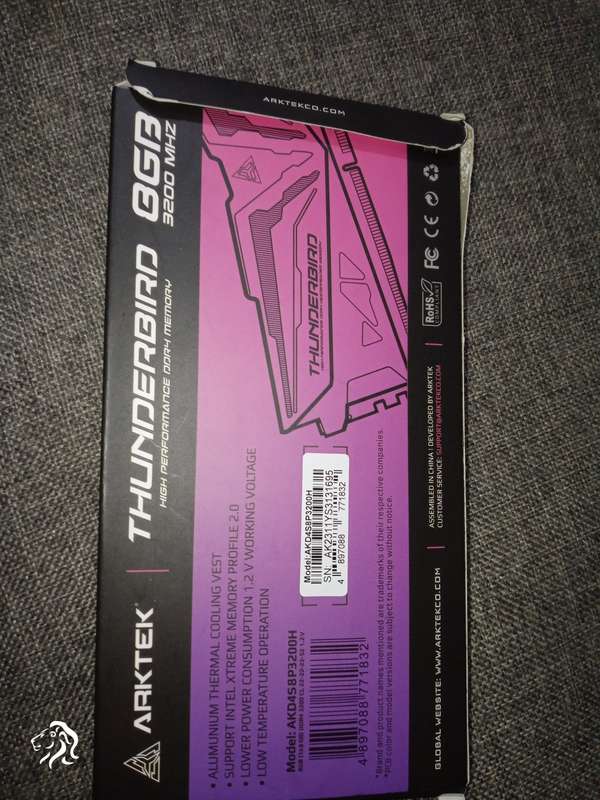 ARKTEKCO.COM
ARKTEK | THUNDERBIRD 8GB
HIGH PERFORMANCE DDR4 MEMORY 3200 MHZ
THUNDERBIRD
• ALUMUNIUM THERMAL COOLING VEST
• SUPPORT INTEL XTREME MEMORY PROFILE 2.0
• LOWER POWER CONSUMPTION 1,2 V WORKING VOLTAGE
• LOW TEMPERATURE OPERATION
Model:AKD4S8P3200H
SN: AK2311YS3131695
4 897088 771832
Model: AKD4S8P3200H
4 897088 771832
*Brand and product names mentioned are trademarks of their respective companies.
*PCB color and model versions are subject to change without notice.
GLOBAL WEBSITE: WWW.ARKTEKCO.COM
ASSEMBLED IN CHINA | DEVELOPED BY ARKTEK
CUSTOMER SERVICE: SUPPORT@ARKTEKCO.COM
RoHS
COMPLIANT
FC CE